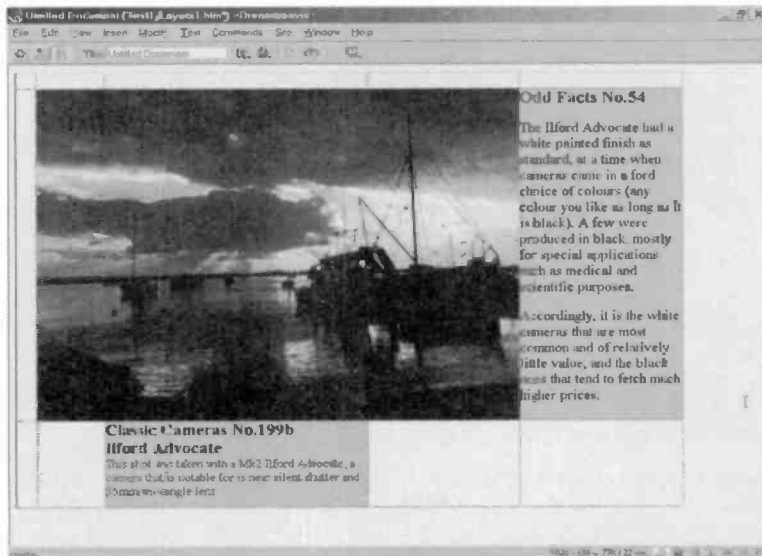 Untitled Document (Test1/Layout1.htm*) - Dreamweaver
File Edit View Insert Modify Text Commands Site Window Help
Title: Untitled Document
Odd Facts No.54
The Ilford Advocate had a
white painted finish as
standard, at a time when
cameras came in a ford
choice of colours (any
colour you like as long as it
is black). A few were
produced in black, mostly
for special applications
such as medical and
scientific purposes.
Accordingly, it is the white
cameras that are most
common and of relatively
little value, and the black
ones that tend to fetch much
higher prices.
Classic Cameras No.199b
Ilford Advocate
This shot was taken with a Mk2 Ilford Advocate, a
camera that is notable for is near silent shutter and
35mm wideangle lens